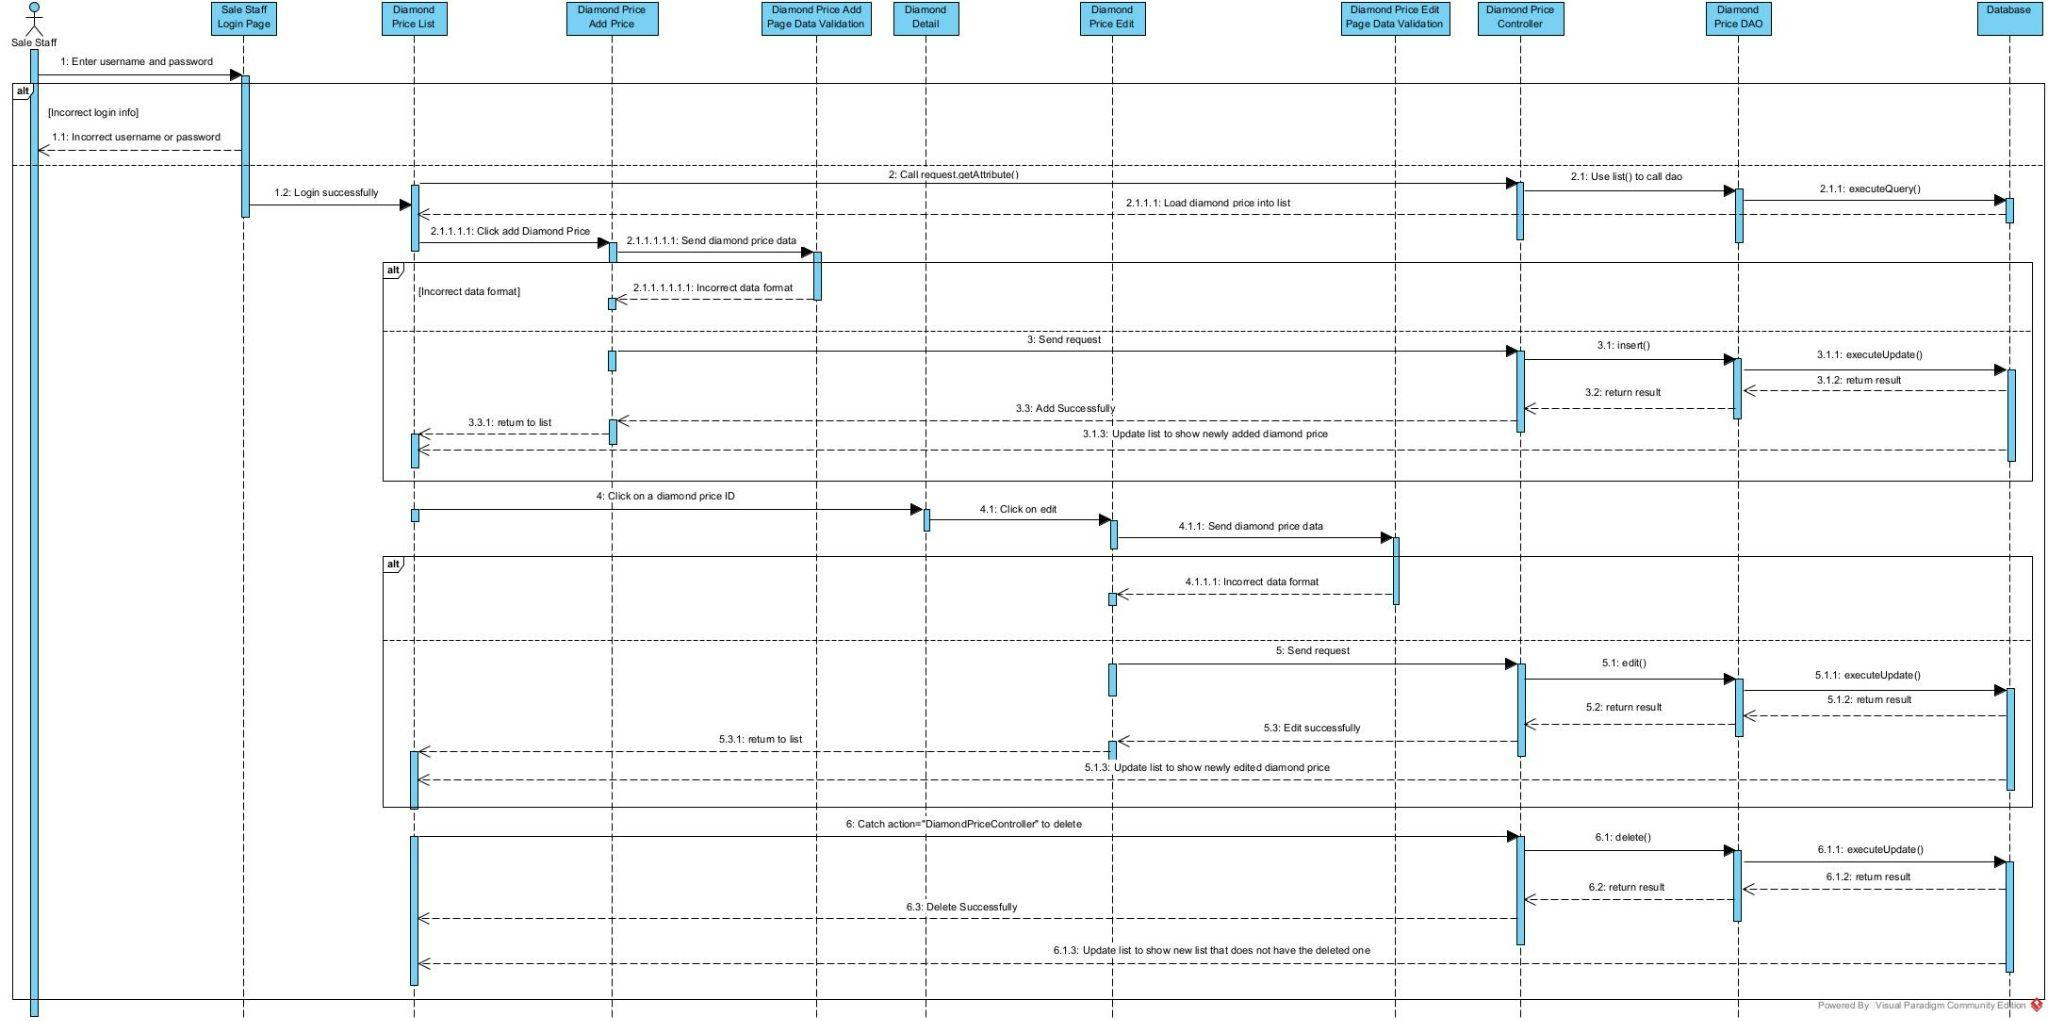 Sale Staff
Sale Staff
Login Page
Diamond
Price List
Diamond Price
Add Price
Diamond Price Add
Page Data Validation
Diamond
Detail
Diamond
Price Edit
Diamond Price Edit
Page Data Validation
Diamond Price
Controller
Diamond
Price DAO
Database
1: Enter username and password
alt
[Incorrect login info]
1.1: Incorrect username or password
2: Call request.getAttribute()
2.1: Use list() to call dao
2.1.1: executeQuery()
1.2: Login successfully
2.1.1.1: Load diamond price into list
2.1.1.1.1: Click add Diamond Price
2.1.1.1.1.1: Send diamond price data
alt
[Incorrect data format]
2.1.1.1.1.1.1: Incorrect data format
3: Send request
3.1: insert()
3.1.1: executeUpdate()
3.1.2: return result
3.2: return result
3.3: Add Successfully
3.3.1: return to list
3.1.3: Update list to show newly added diamond price
4: Click on a diamond price ID
4.1: Click on edit
4.1.1: Send diamond price data
alt
4.1.1.1: Incorrect data format
5: Send request
5.1: edit()
5.1.1: executeUpdate()
5.1.2: return result
5.2: return result
5.3: Edit successfully
5.3.1: return to list
5.1.3: Update list to show newly edited diamond price
6: Catch action="DiamondPriceController" to delete
6.1: delete()
6.1.1: executeUpdate()
6.1.2: return result
6.2: return result
6.3: Delete Successfully
6.1.3: Update list to show new list that does not have the deleted one
Powered By Visual Paradigm Community Edition